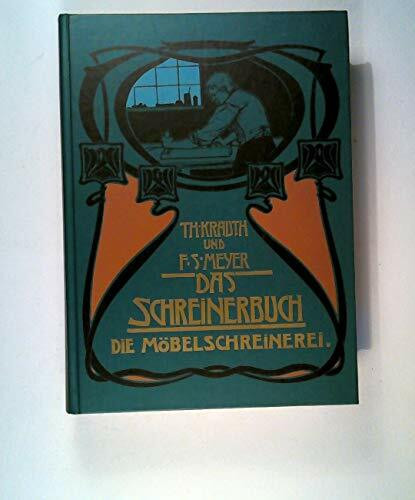 TH·KRAUTH
UND
F·S·MEYER
DAS
SCHREINERBUCH
DIE MÖBELSCHREINEREI.